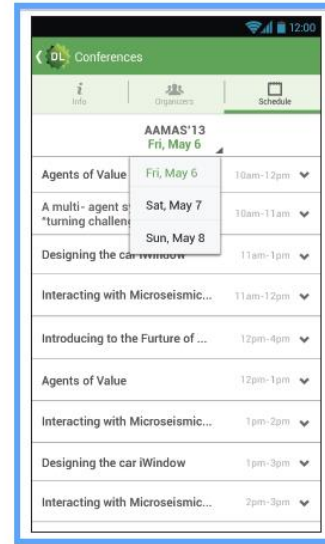 12:00
DL Conferences
i
Info
Organizers
Schedule
AAMAS'13
Fri, May 6
Fri, May 6
Sat, May 7
Sun, May 8
Agents of Value
10am-12pm
A multi- agent s
"turning challen
10am-11am
Designing the car iWindow
11am-1pm
Interacting with Microseismic...
11am-12pm
Introducing to the Furture of ...
12pm-4pm
Agents of Value
12pm-1pm
Interacting with Microseismic...
1pm-2pm
Designing the car iWindow
1pm-3pm
Interacting with Microseismic...
2pm-3pm